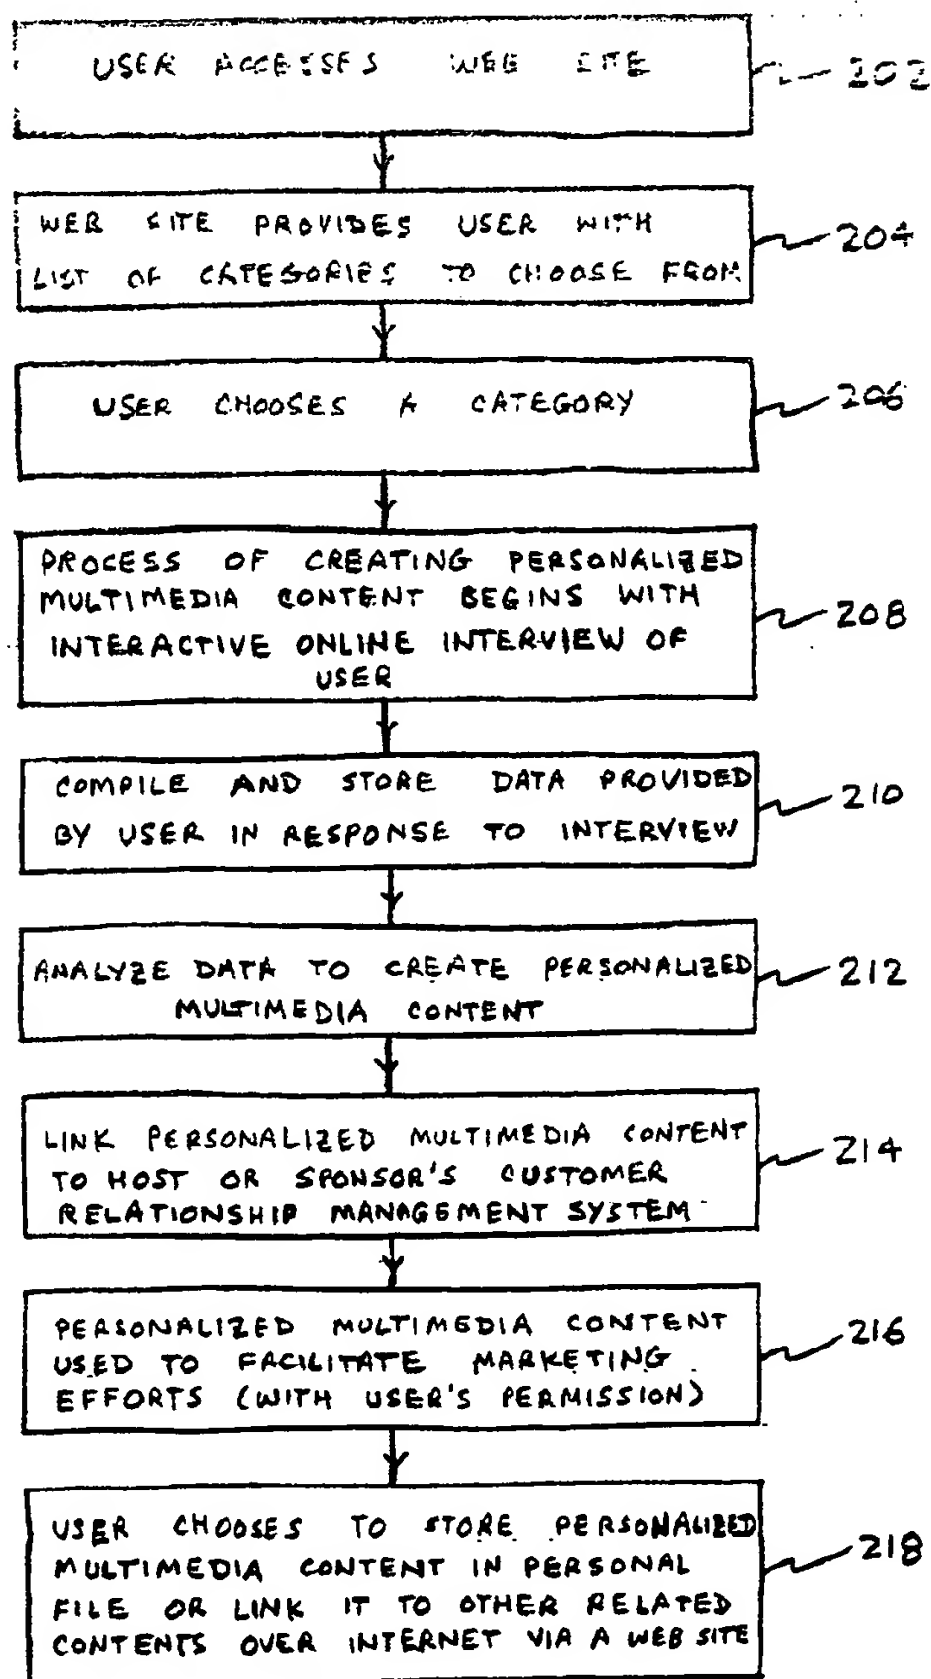 USER ACCESSES WEB SITE
202
WEB SITE PROVIDES USER WITH
LIST OF CATEGORIES TO CHOOSE FROM
204
USER CHOOSES A CATEGORY
206
PROCESS OF CREATING PERSONALIZED
MULTIMEDIA CONTENT BEGINS WITH
INTERACTIVE ONLINE INTERVIEW OF
USER
208
COMPILE AND STORE DATA PROVIDED
BY USER IN RESPONSE TO INTERVIEW
210
ANALYZE DATA TO CREATE PERSONALIZED
MULTIMEDIA CONTENT
212
LINK PERSONALIZED MULTIMEDIA CONTENT
TO HOST OR SPONSOR'S CUSTOMER
RELATIONSHIP MANAGEMENT SYSTEM
214
PERSONALIZED MULTIMEDIA CONTENT
USED TO FACILITATE MARKETING
EFFORTS (WITH USER'S PERMISSION)
216
USER CHOOSES TO STORE PERSONALIZED
MULTIMEDIA CONTENT IN PERSONAL
FILE OR LINK IT TO OTHER RELATED
CONTENTS OVER INTERNET VIA A WEB SITE
218